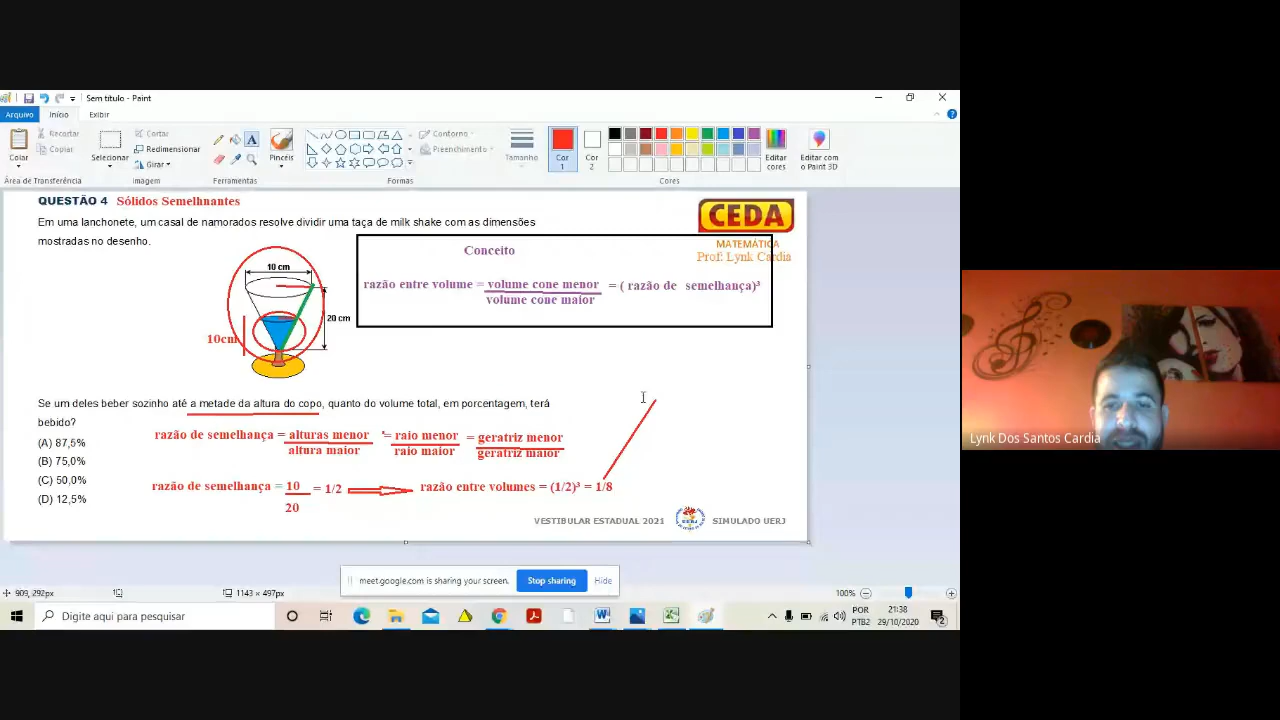 Sem título - Paint
Arquivo
Início
Exibir
Colar
Recortar
Copiar
Área de Transferência
Selecionar
Cortar
Redimensionar
Girar
Imagem
A
Ferramentas
Pincéis
Formas
Contorno
Preenchimento
Tamanho
Cor 1
Cor 2
Cores
Editar cores
Editar com o Paint 3D
QUESTÃO 4 Sólidos Semelhnantes
Em uma lanchonete, um casal de namorados resolve dividir uma taça de milk shake com as dimensões
mostradas no desenho.
CEDA
MATEMÁTICA
Prof: Lynk Cardia
Conceito
razão entre volume = volume cone menor = ( razão de semelhança)³
volume cone maior
10 cm
20 cm
10cm
Se um deles beber sozinho até a metade da altura do copo, quanto do volume total, em porcentagem, terá
bebido?
(A) 87,5%
(B) 75,0%
(C) 50,0%
(D) 12,5%
razão de semelhança = alturas menor = raio menor = geratriz menor
altura maior raio maior geratriz maior
razão de semelhança = 10 = 1/2
20
razão entre volumes = (1/2)³ = 1/8
VESTIBULAR ESTADUAL 2021 SIMULADO UERJ
meet.google.com is sharing your screen.
Stop sharing
Hide
909, 292px
1143 × 497px
100%
Digite aqui para pesquisar
POR
PTB2
21:38
29/10/2020
2
Lynk Dos Santos Cardia